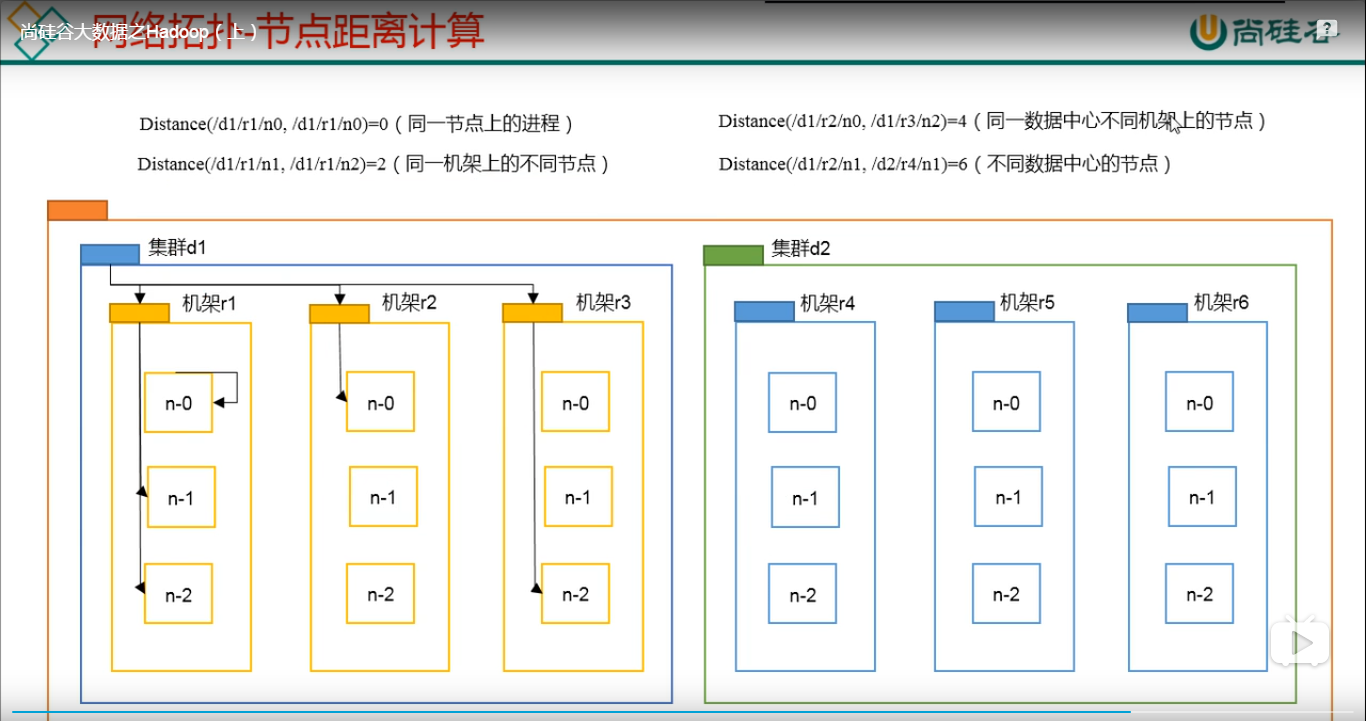 尚硅谷大数据之Hadoop（上）
网络拓扑-节点距离计算
尚硅谷
?
Distance(/d1/r1/n0, /d1/r1/n0)=0（同一节点上的进程）
Distance(/d1/r1/n1, /d1/r1/n2)=2（同一机架上的不同节点）
Distance(/d1/r2/n0, /d1/r3/n2)=4（同一数据中心不同机架上的节点）
Distance(/d1/r2/n1, /d2/r4/n1)=6（不同数据中心的节点）
集群d1
机架r1
n-0
n-1
n-2
机架r2
n-0
n-1
n-2
机架r3
n-0
n-1
n-2
集群d2
机架r4
n-0
n-1
n-2
机架r5
n-0
n-1
n-2
机架r6
n-0
n-1
n-2